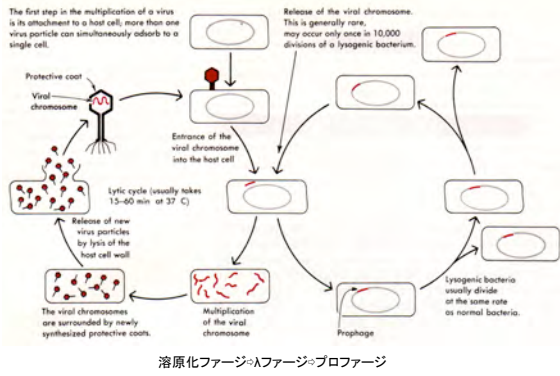 The first step in the multiplication of a virus
is its attachment to a host cell; more than one
virus particle can simultaneously adsorb to a
single cell.
Release of the viral chromosome.
This is generally rare,
may occur only once in 10,000
divisions of a lysogenic bacterium.
Protective coat
Viral
chromosome
Entrance of the
viral chromosome
into the host cell
Lytic cycle (usually takes
15–60 min at 37 C)
Release of new
virus particles
by lysis of the
host cell wall
The viral chromosomes
are surrounded by newly
synthesized protective coats.
Multiplication
of the viral
chromosome
Prophage
Lysogenic bacteria
usually divide
at the same rate
as normal bacteria.
溶原化ファージ⇨λファージ⇨プロファージ